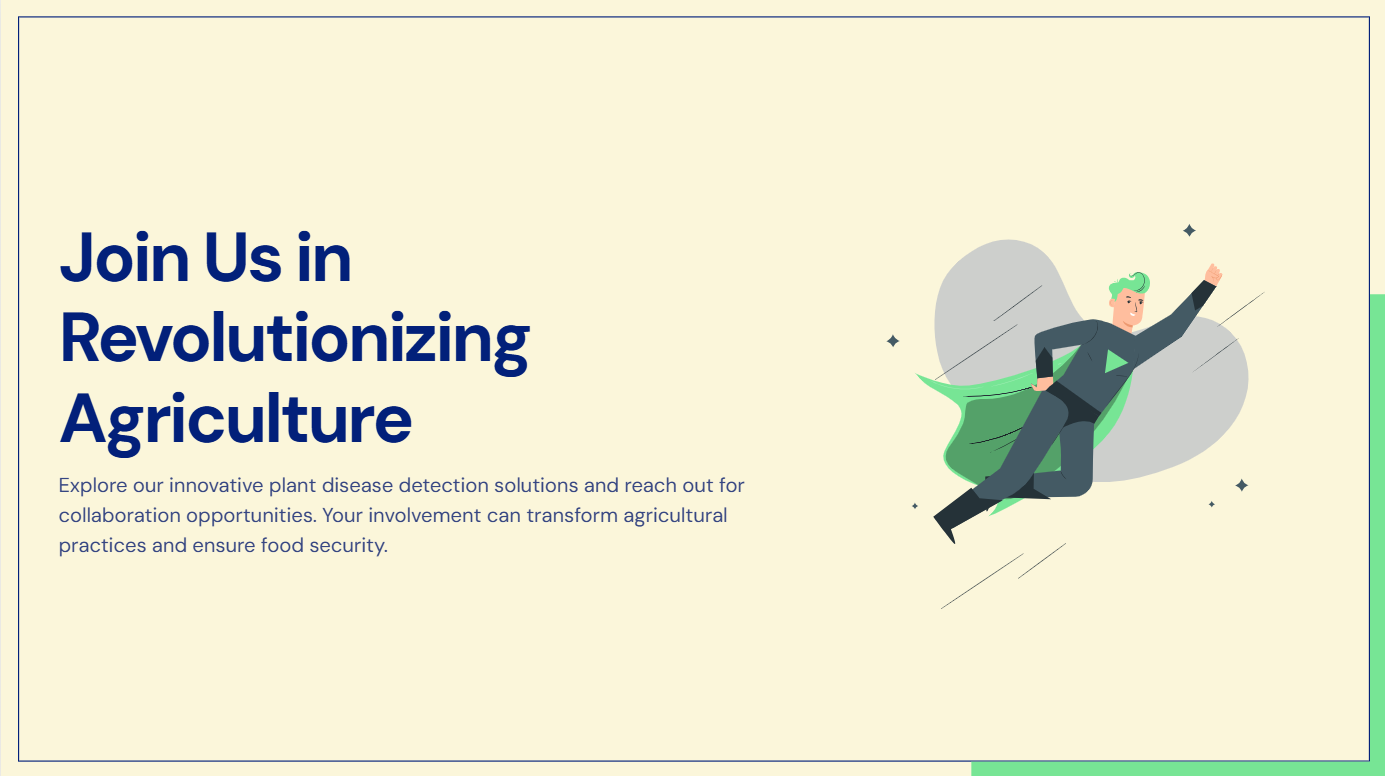 Join Us in
Revolutionizing
Agriculture
Explore our innovative plant disease detection solutions and reach out for
collaboration opportunities. Your involvement can transform agricultural
practices and ensure food security.